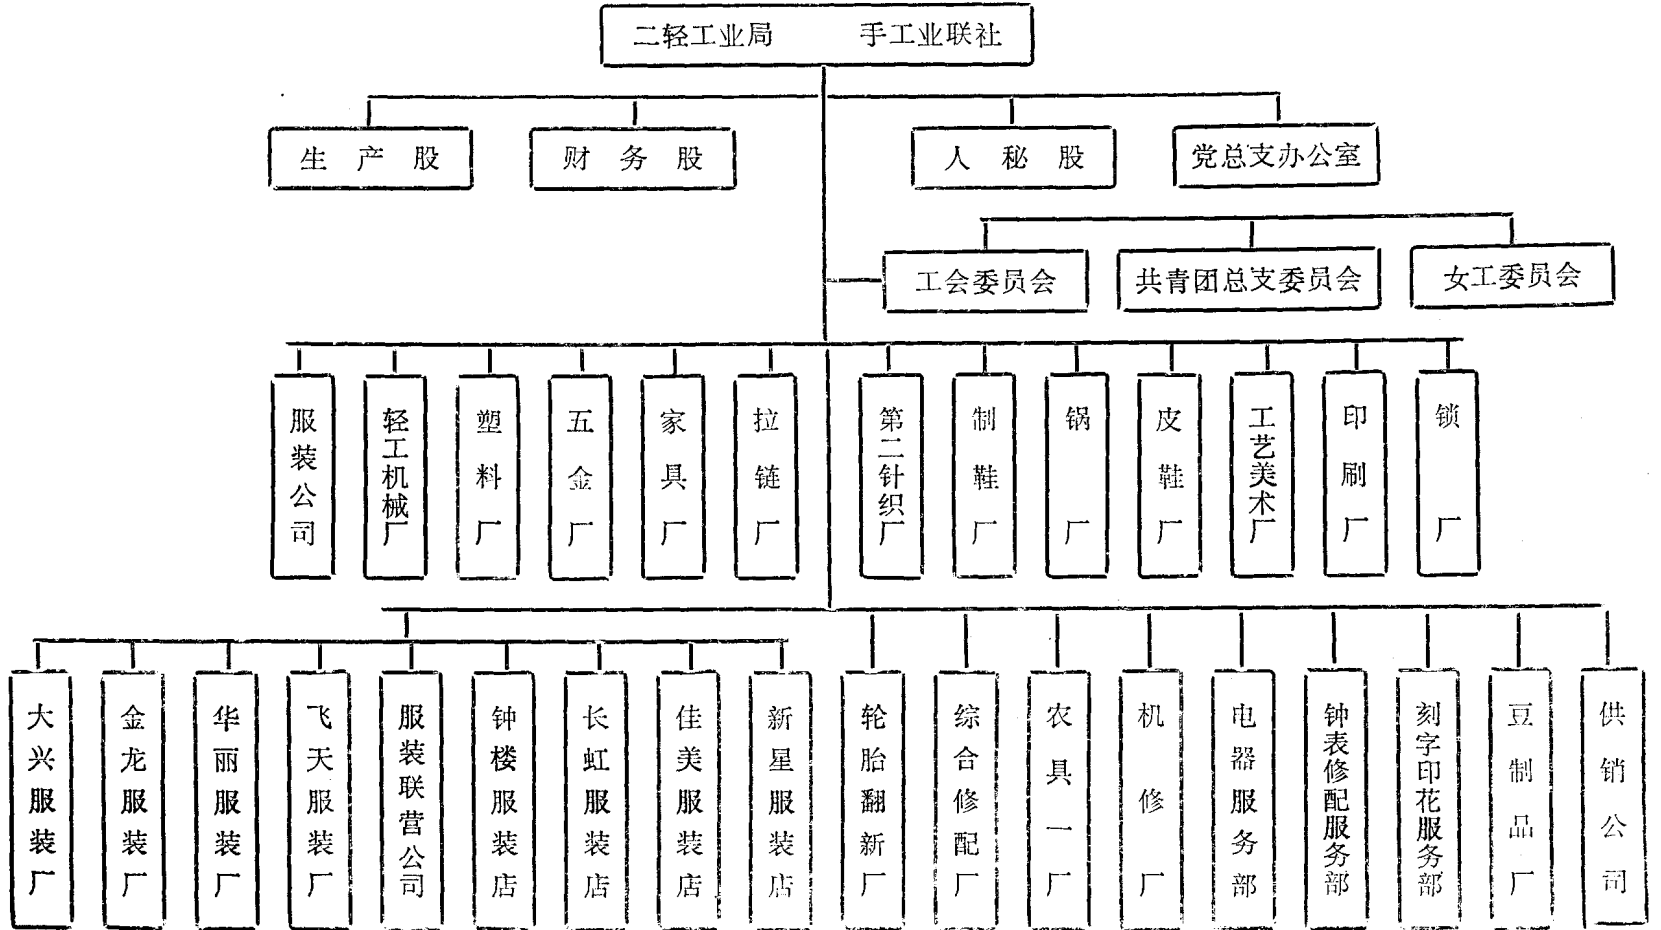 二轻工业局 手工业联社
生产股 财务股 人秘股 党总支办公室
工会委员会 共青团总支委员会 女工委员会
服装公司
轻工机械厂
塑料厂
五金厂
家具厂
拉链厂
第二针织厂
制鞋厂
锅厂
皮鞋厂
工艺美术厂
印刷厂
锁厂
大兴服装厂
金龙服装厂
华丽服装厂
飞天服装厂
服装联营公司
钟楼服装店
长虹服装店
佳美服装店
新星服装店
轮胎翻新厂
综合修配厂
农具一厂
机修厂
电器服务部
钟表修配服务部
刻字印花服务部
豆制品厂
供销公司